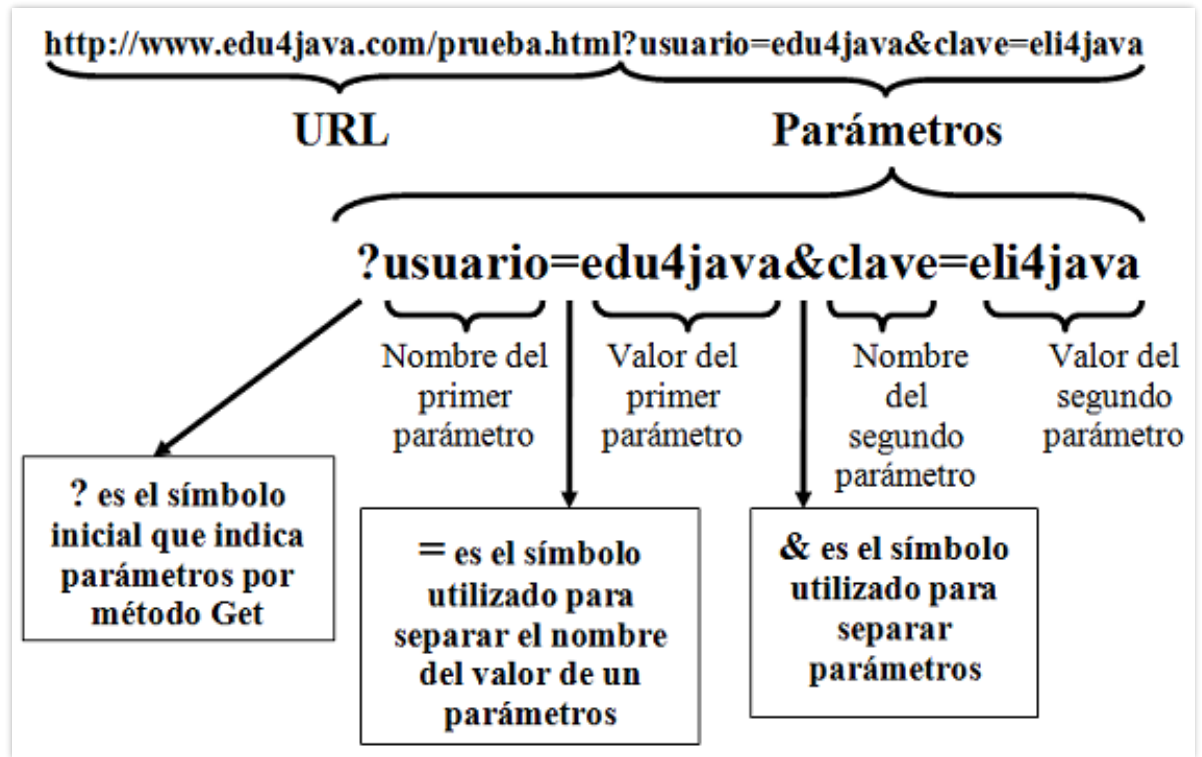 http://www.edu4java.com/prueba.html?usuario=edu4java&clave=eli4java
URL
Parámetros
?usuario=edu4java&clave=eli4java
Nombre del
primer
parámetro
Valor del
primer
parámetro
Nombre
del
segundo
parámetro
Valor del
segundo
parámetro
? es el símbolo
inicial que indica
parámetros por
método Get
= es el símbolo
utilizado para
separar el nombre
del valor de un
parámetros
& es el símbolo
utilizado para
separar
parámetros